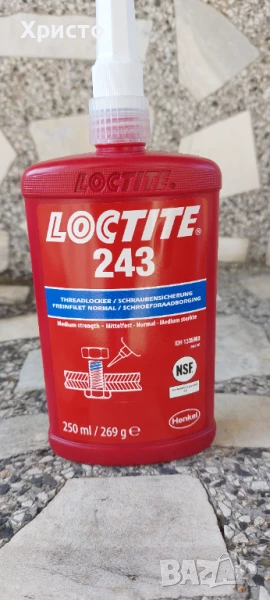 Христо
LOCTITE
LOCTITE®
243
THREADLOCKER / SCHRAUBENSICHERUNG
FREINFILET NORMAL / SCHROEFDRAADBORGING
Medium strength - Mittelfest - Normal - Medium sterkte
NSF
250 ml / 269 g e
Henkel
BAZAR